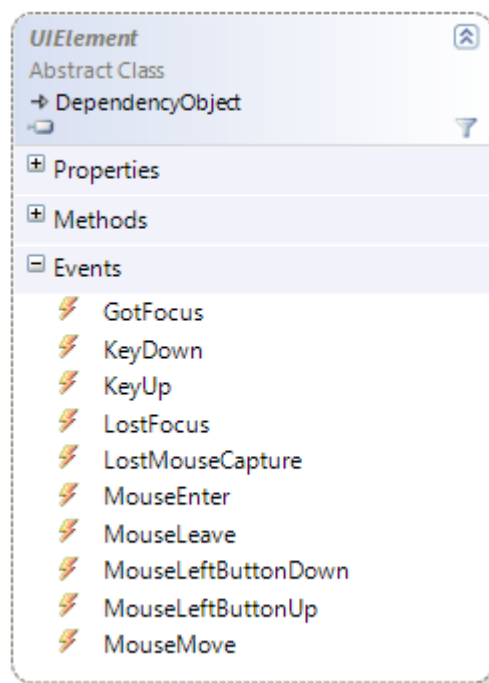 UIElement
Abstract Class
DependencyObject
Properties
Methods
Events
GotFocus
KeyDown
KeyUp
LostFocus
LostMouseCapture
MouseEnter
MouseLeave
MouseLeftButtonDown
MouseLeftButtonUp
MouseMove